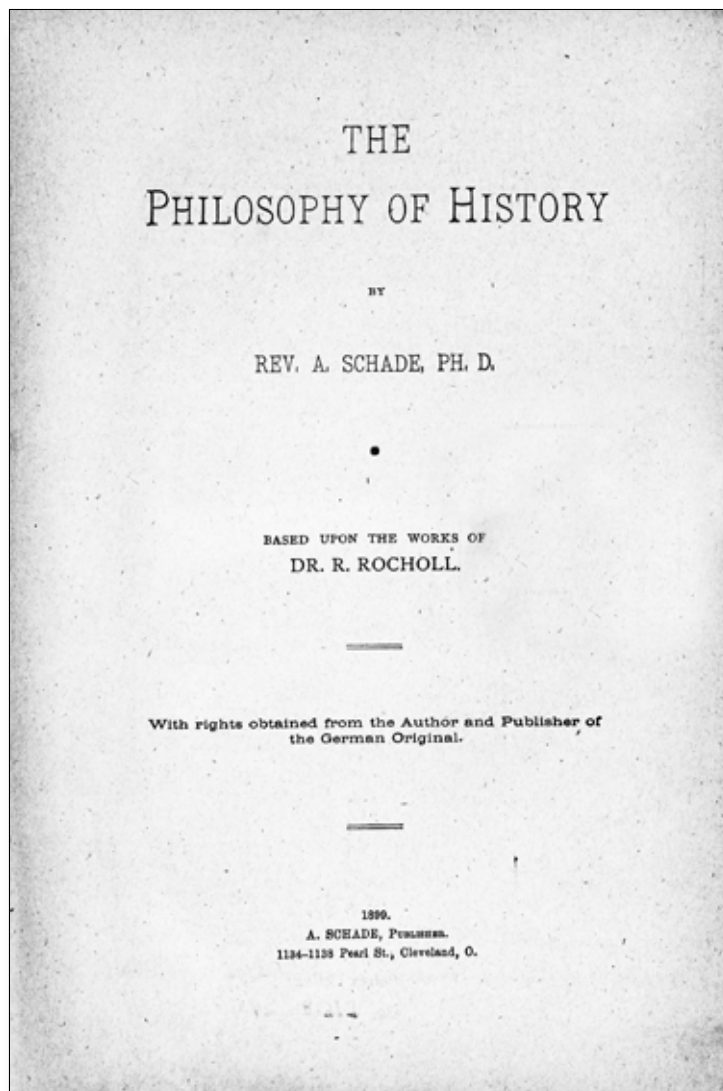 THE
PHILOSOPHY OF HISTORY
BY
REV. A. SCHADE, PH. D.
BASED UPON THE WORKS OF
DR. R. ROCHOLL.
With rights obtained from the Author and Publisher of
the German Original.
1899.
A. SCHADE, PUBLISHER.
1134–1138 Pearl St., Cleveland, O.